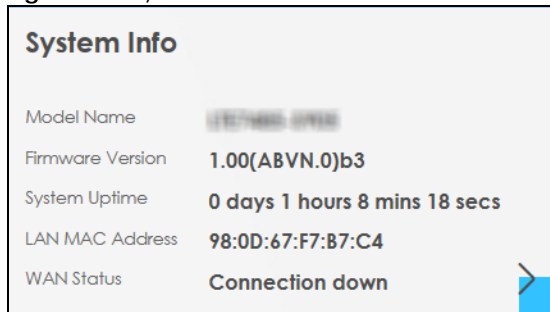 System Info
Model Name
Firmware Version 1.00(ABVN.0)b3
System Uptime 0 days 1 hours 8 mins 18 secs
LAN MAC Address 98:0D:67:F7:B7:C4
WAN Status Connection down